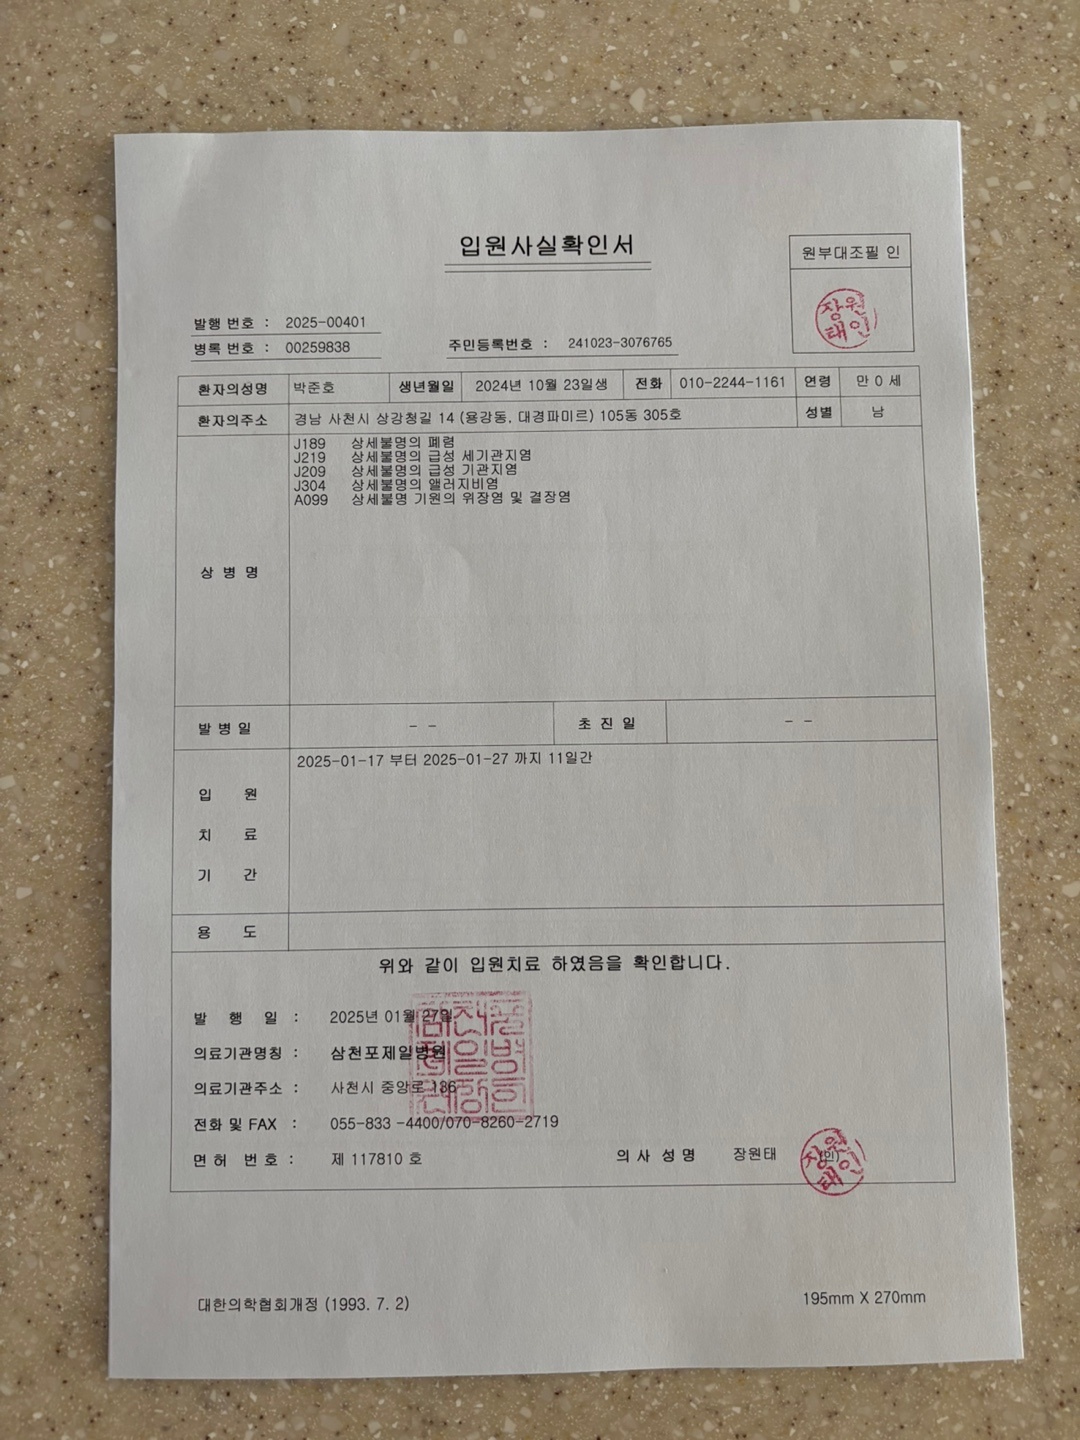 입원사실확인서
원부대조필 인
장원태인
발행 번호 : 2025-00401
병록 번호 : 00259838
주민등록번호 : 241023-3076765
환자의성명 박준호 생년월일 2024년 10월 23일생 전화 010-2244-1161 연령 만 0 세
환자의주소 경남 사천시 상강청길 14 (용강동, 대경파미르) 105동 305호 성별 남
상 병 명
J189 상세불명의 폐렴
J219 상세불명의 급성 세기관지염
J209 상세불명의 급성 기관지염
J304 상세불명의 앨러지비염
A099 상세불명 기원의 위장염 및 결장염
발 병 일 - - 초 진 일 - -
입 원 치 료 기 간 2025-01-17 부터 2025-01-27 까지 11일간
용 도
위와 같이 입원치료 하였음을 확인합니다.
발 행 일 : 2025년 01월 27일
의료기관명칭 : 삼천포제일병원
의료기관주소 : 사천시 중앙로 136
전화 및 FAX : 055-833 -4400/070-8260-2719
면 허 번 호 : 제 117810 호
의 사 성 명 장원태 (인)
장원태인
대한의학협회개정 (1993. 7. 2)
195mm X 270mm